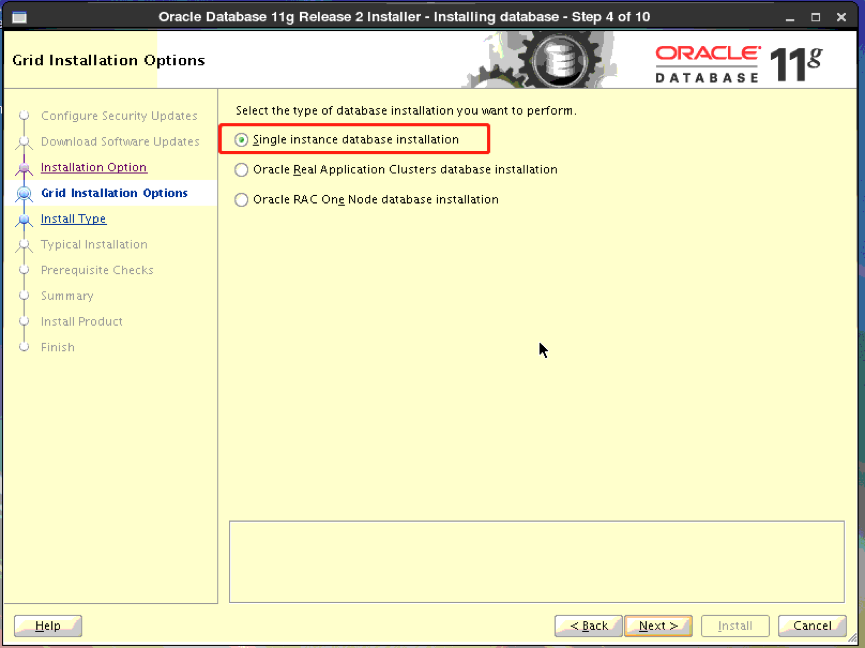 Oracle Database 11g Release 2 Installer - Installing database - Step 4 of 10
Grid Installation Options
ORACLE
DATABASE 11g
Configure Security Updates
Download Software Updates
Installation Option
Grid Installation Options
Install Type
Typical Installation
Prerequisite Checks
Summary
Install Product
Finish
Select the type of database installation you want to perform.
Single instance database installation
Oracle Real Application Clusters database installation
Oracle RAC One Node database installation
Help
< Back
Next >
Install
Cancel